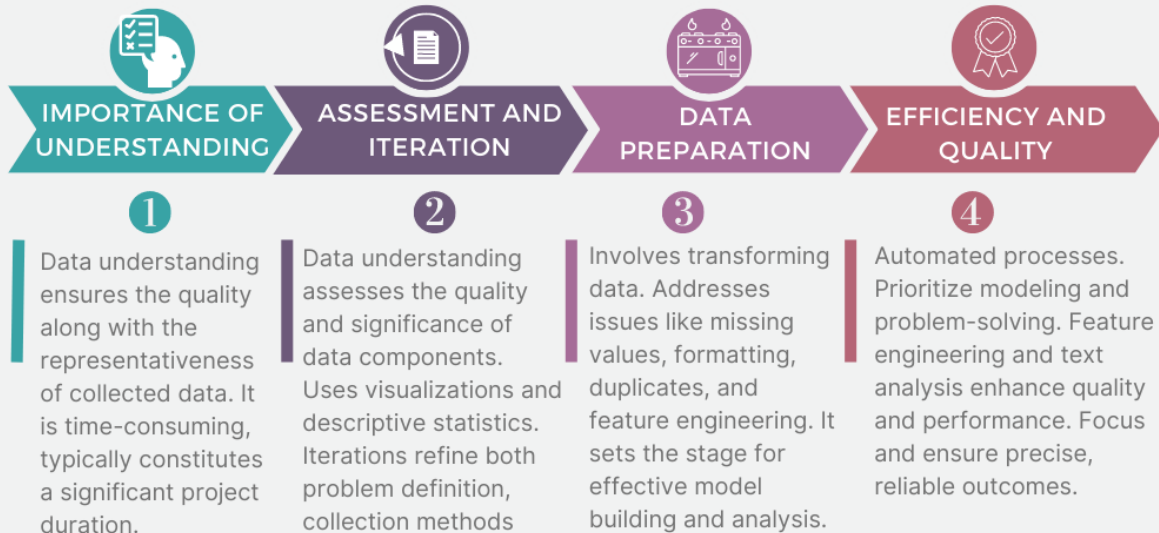 IMPORTANCE OF
UNDERSTANDING
ASSESSMENT AND
ITERATION
DATA
PREPARATION
EFFICIENCY AND
QUALITY
1
Data understanding
ensures the quality
along with the
representativeness
of collected data. It
is time-consuming,
typically constitutes
a significant project
duration.
2
Data understanding
assesses the quality
and significance of
data components.
Uses visualizations and
descriptive statistics.
Iterations refine both
problem definition,
collection methods
3
Involves transforming
data. Addresses
issues like missing
values, formatting,
duplicates, and
feature engineering. It
sets the stage for
effective model
building and analysis.
4
Automated processes.
Prioritize modeling and
problem-solving. Feature
engineering and text
analysis enhance quality
and performance. Focus
and ensure precise,
reliable outcomes.